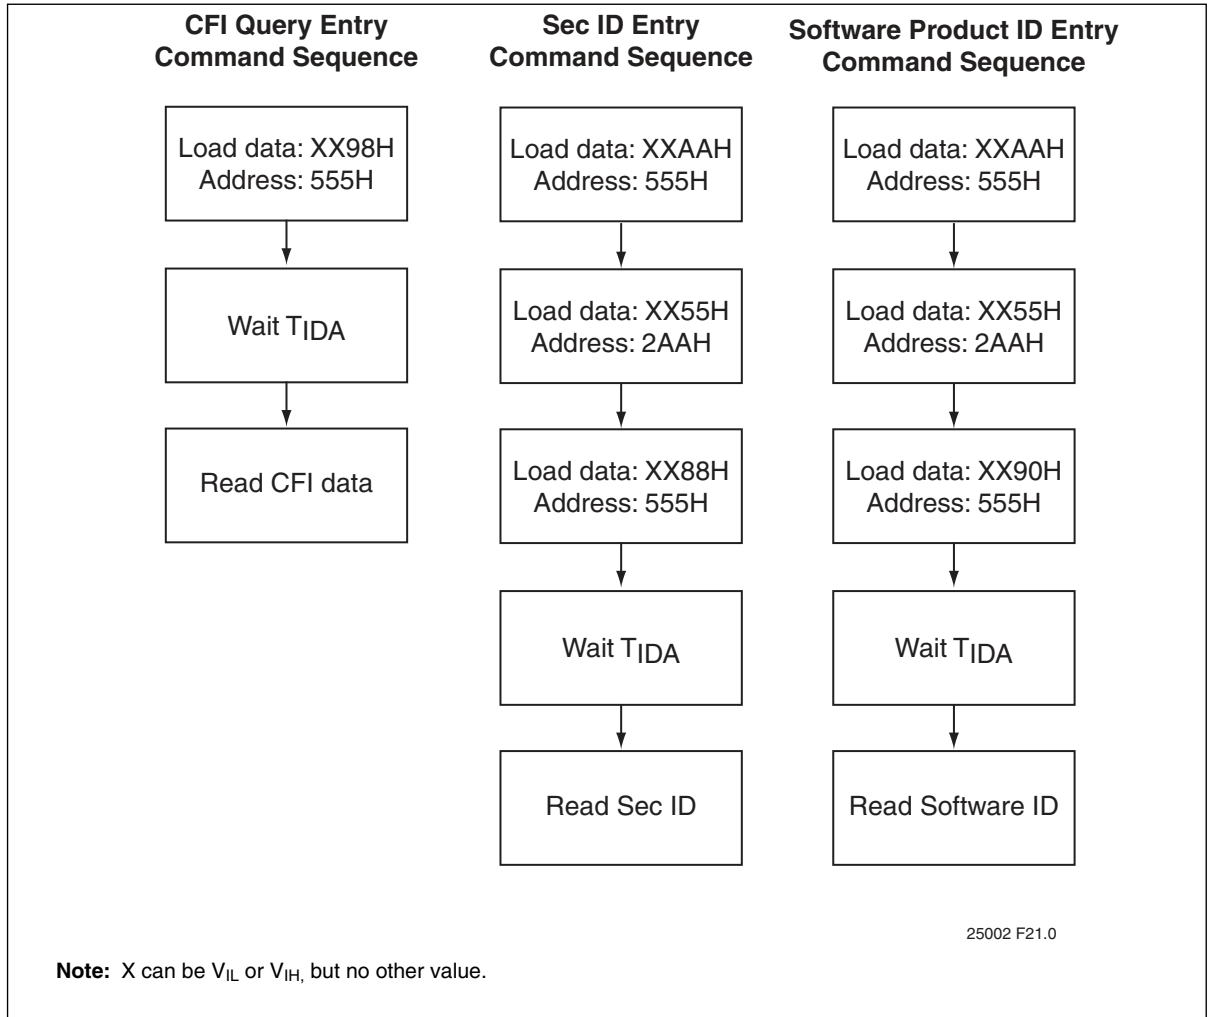 CFI Query Entry
Command Sequence
Load data: XX98H
Address: 555H
Wait TIDA
Read CFI data
Sec ID Entry
Command Sequence
Load data: XXAAH
Address: 555H
Load data: XX55H
Address: 2AAH
Load data: XX88H
Address: 555H
Wait TIDA
Read Sec ID
Software Product ID Entry
Command Sequence
Load data: XXAAH
Address: 555H
Load data: XX55H
Address: 2AAH
Load data: XX90H
Address: 555H
Wait TIDA
Read Software ID
25002 F21.0
Note: X can be VIL or VIH, but no other value.